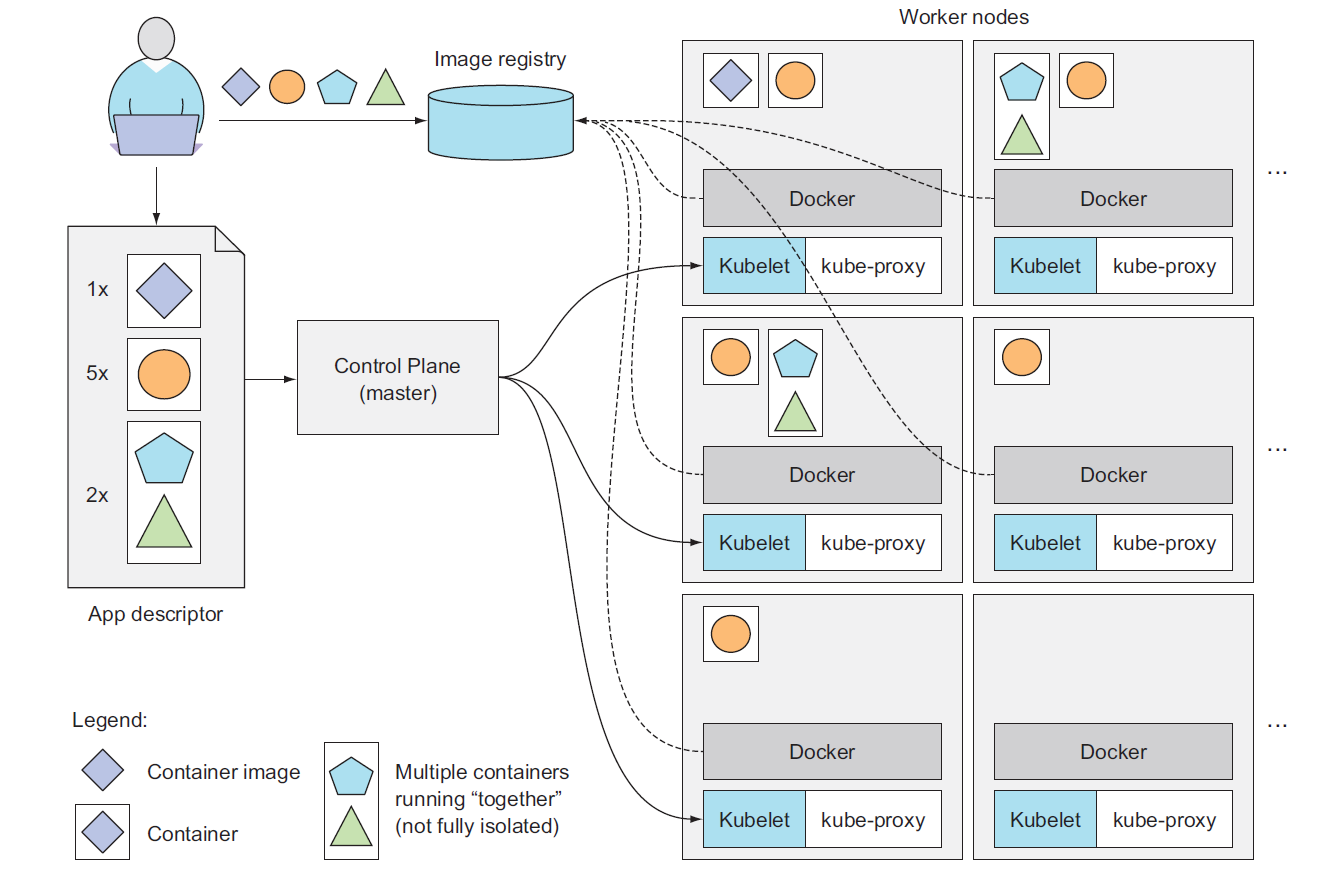 Worker nodes
Image registry
Docker
Kubelet
kube-proxy
Docker
Kubelet
kube-proxy
...
1x
5x
2x
App descriptor
Control Plane
(master)
Docker
Kubelet
kube-proxy
Docker
Kubelet
kube-proxy
...
Docker
Kubelet
kube-proxy
Docker
Kubelet
kube-proxy
...
Legend:
Container image
Container
Multiple containers
running “together”
(not fully isolated)